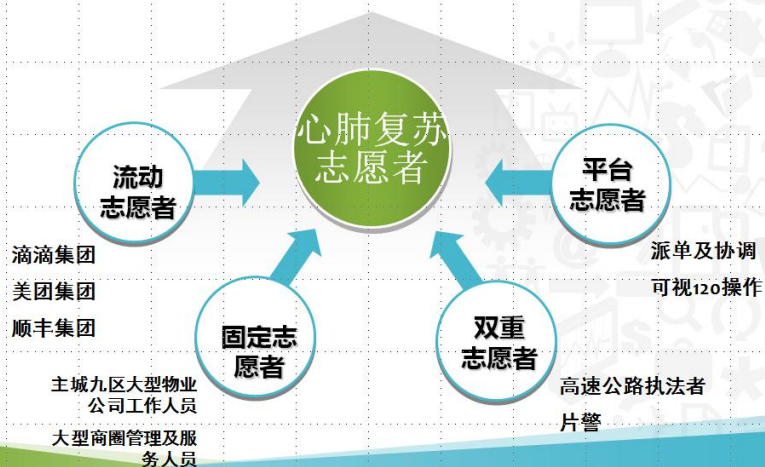 心肺复苏
志愿者
流动
志愿者
平台
志愿者
滴滴集团
美团集团
顺丰集团
派单及协调
可视120操作
固定志
愿者
双重
志愿者
主城九区大型物业
公司工作人员
大型商圈管理及服
务人员
高速公路执法者
片警